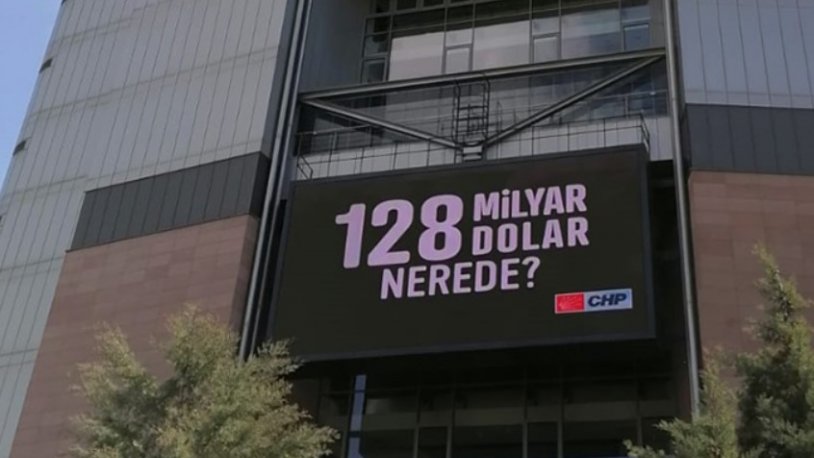 128 MİLYAR
DOLAR
NEREDE?
CHP